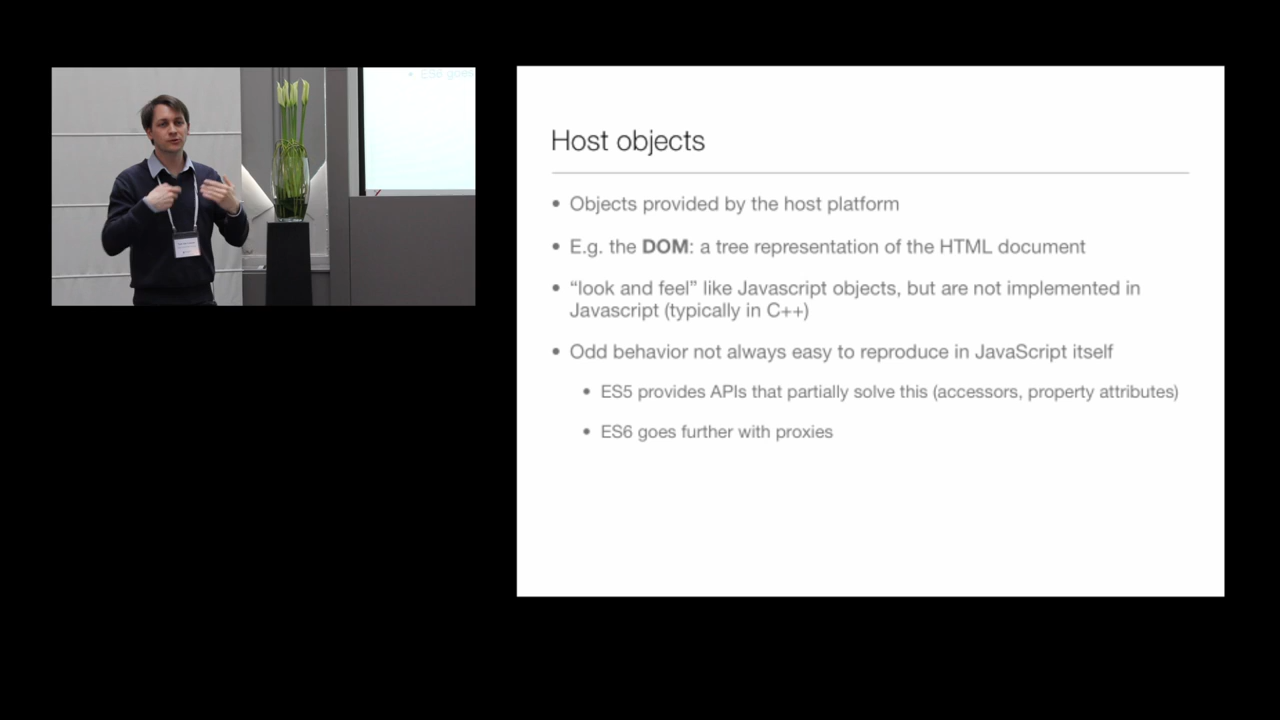 • ES6 goes
Host objects
• Objects provided by the host platform
• E.g. the DOM: a tree representation of the HTML document
• “look and feel” like Javascript objects, but are not implemented in
Javascript (typically in C++)
• Odd behavior not always easy to reproduce in JavaScript itself
• ES5 provides APIs that partially solve this (accessors, property attributes)
• ES6 goes further with proxies